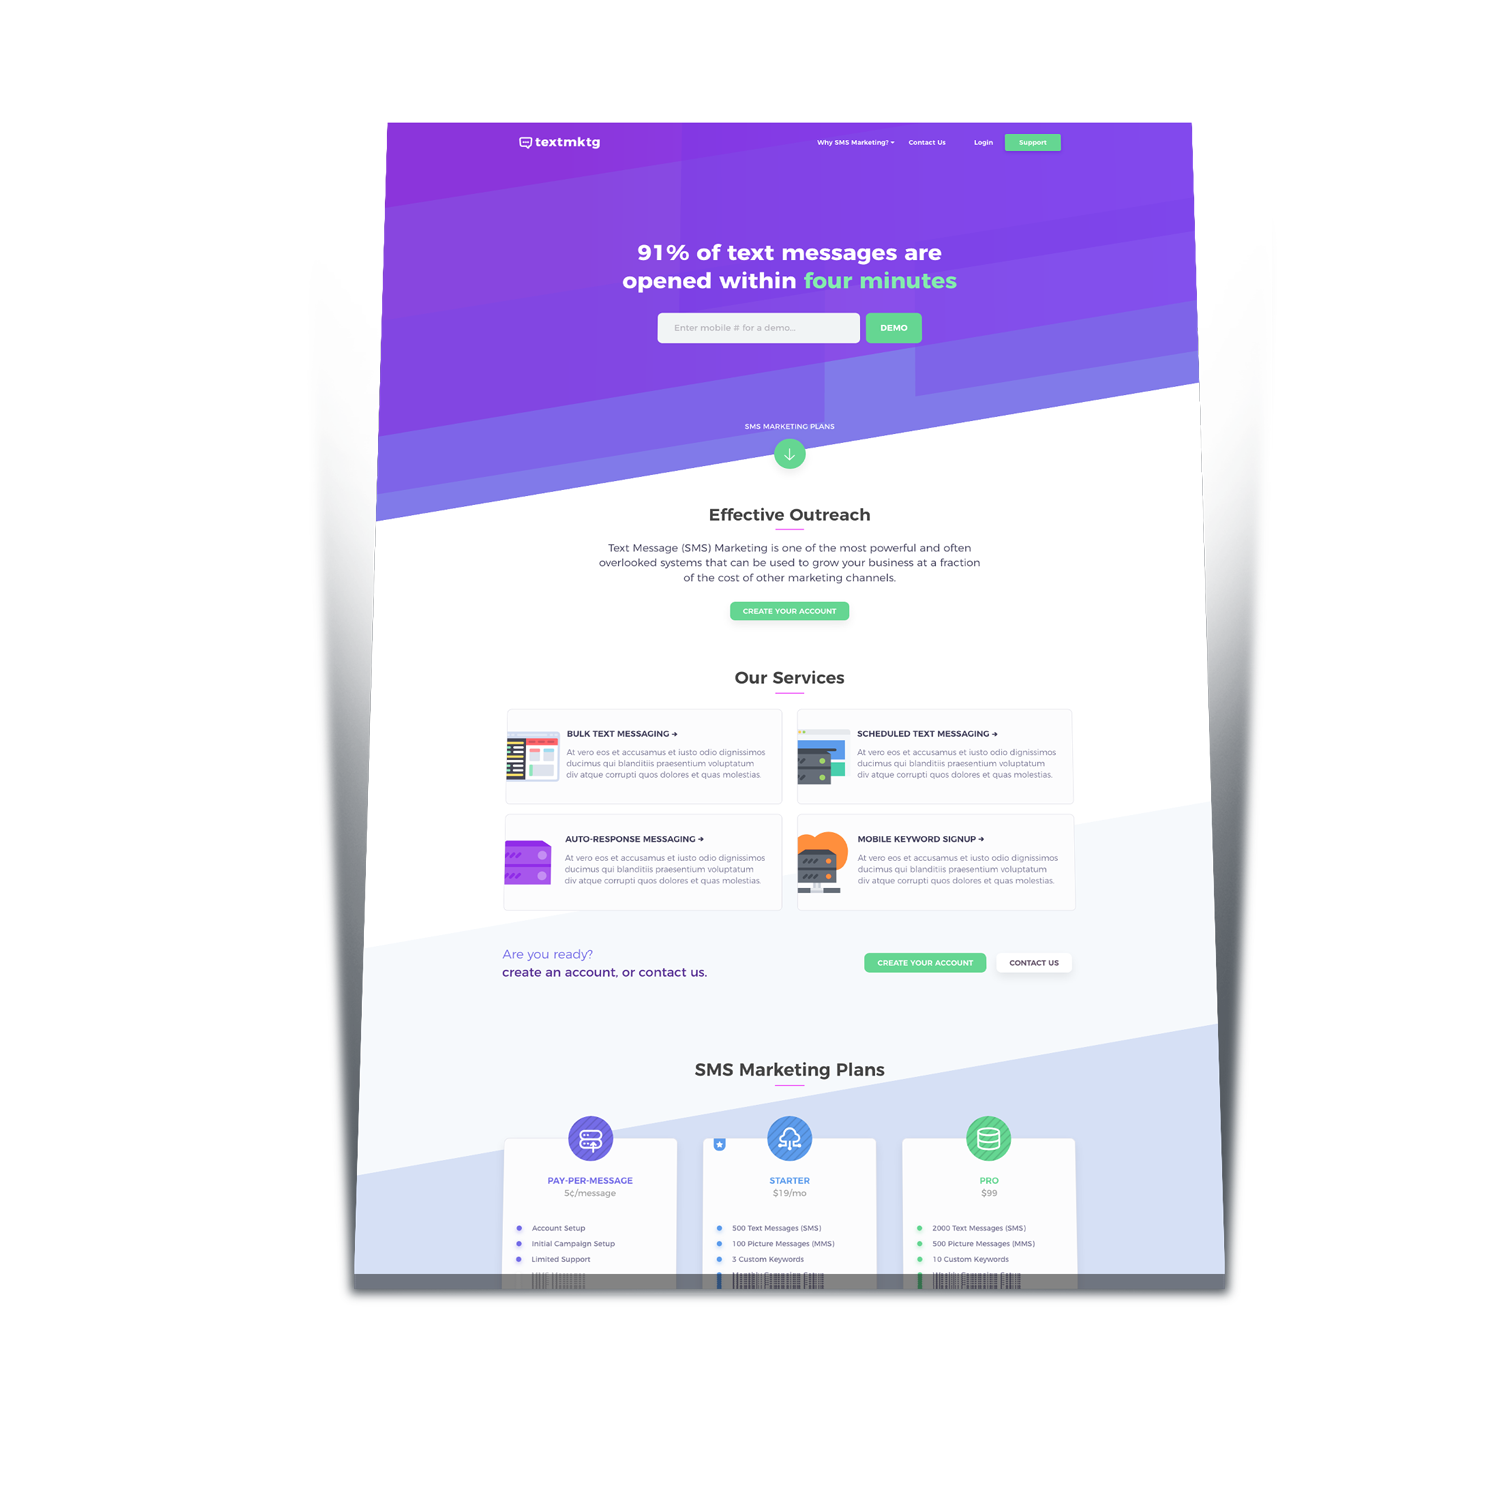 textmktg
Why SMS Marketing?
Contact Us
Login
Support
91% of text messages are
opened within four minutes
Enter mobile # for a demo...
DEMO
SMS MARKETING PLANS
Effective Outreach
Text Message (SMS) Marketing is one of the most powerful and often
overlooked systems that can be used to grow your business at a fraction
of the cost of other marketing channels.
CREATE YOUR ACCOUNT
Our Services
BULK TEXT MESSAGING →
At vero eos et accusamus et iusto odio dignissimos
ducimus qui blanditiis praesentium voluptatum
div atque corrupti quos dolores et quas molestias.
SCHEDULED TEXT MESSAGING →
At vero eos et accusamus et iusto odio dignissimos
ducimus qui blanditiis praesentium voluptatum
div atque corrupti quos dolores et quas molestias.
AUTO-RESPONSE MESSAGING →
At vero eos et accusamus et iusto odio dignissimos
ducimus qui blanditiis praesentium voluptatum
div atque corrupti quos dolores et quas molestias.
MOBILE KEYWORD SIGNUP →
At vero eos et accusamus et iusto odio dignissimos
ducimus qui blanditiis praesentium voluptatum
div atque corrupti quos dolores et quas molestias.
Are you ready?
create an account, or contact us.
CREATE YOUR ACCOUNT
CONTACT US
SMS Marketing Plans
PAY-PER-MESSAGE
5¢/message
Account Setup
Initial Campaign Setup
Limited Support
STARTER
$19/mo
500 Text Messages (SMS)
100 Picture Messages (MMS)
3 Custom Keywords
PRO
$99
2000 Text Messages (SMS)
500 Picture Messages (MMS)
10 Custom Keywords